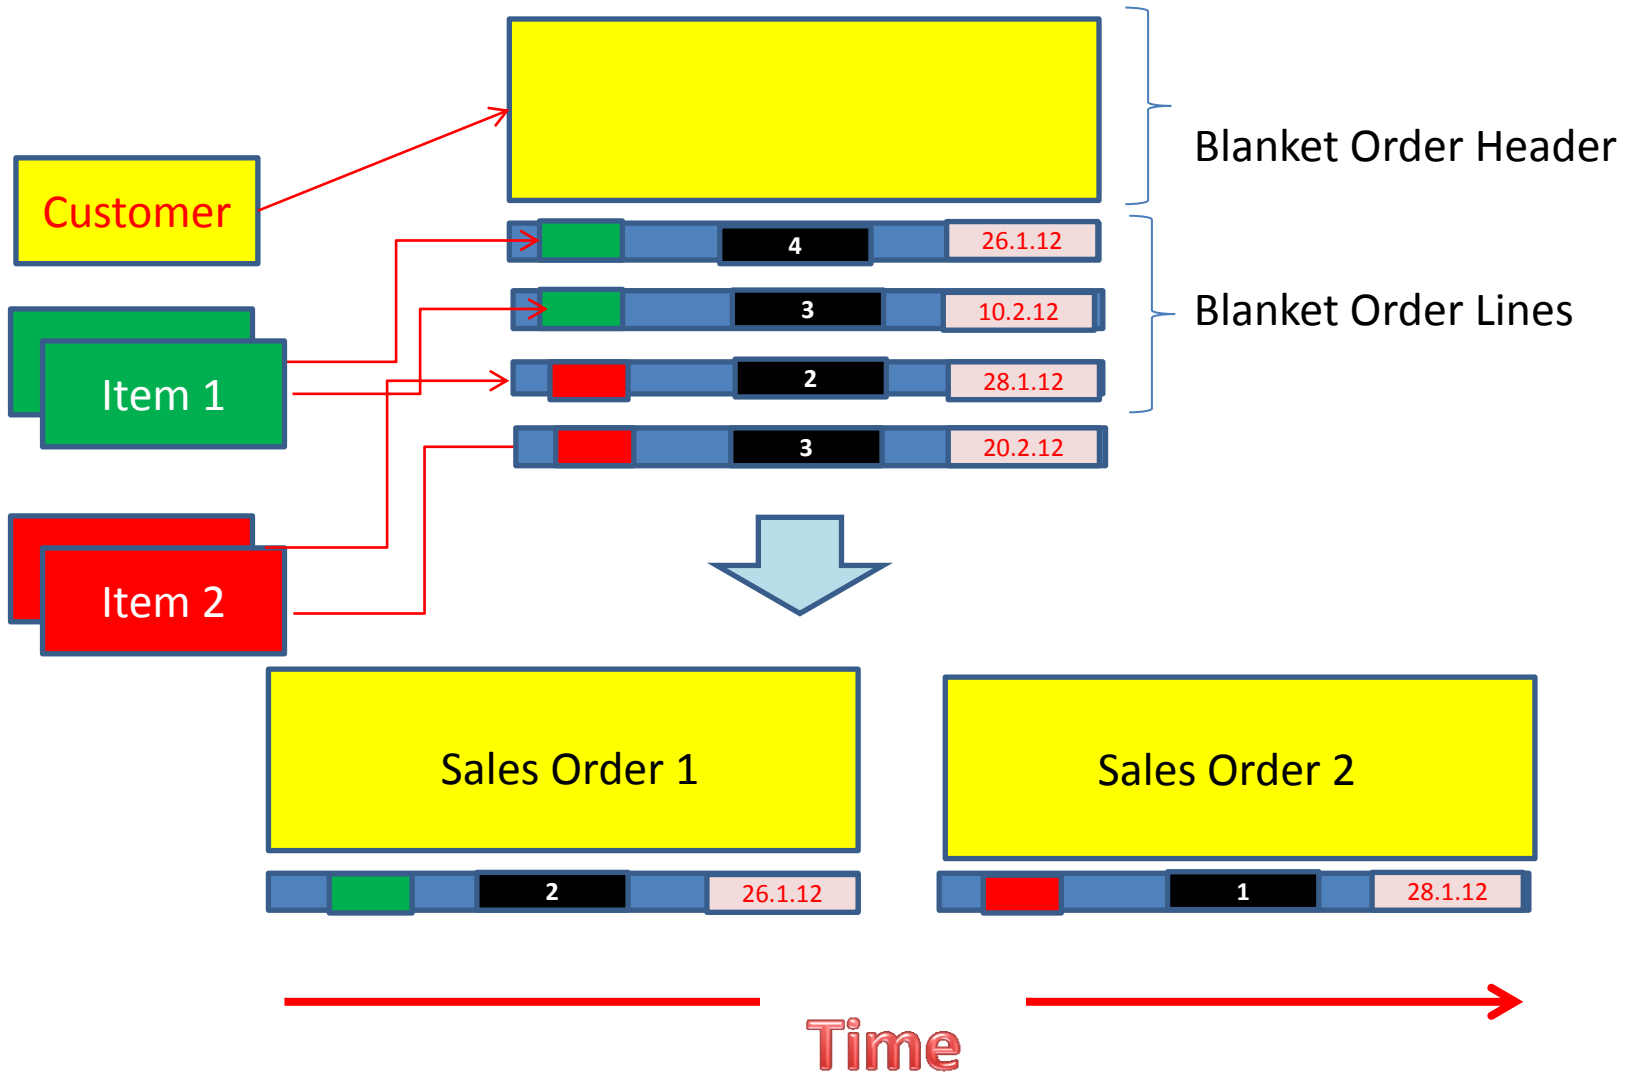 Blanket Order Header
Customer
4
26.1.12
3
10.2.12
Blanket Order Lines
Item 1
2
28.1.12
3
20.2.12
Item 2
Sales Order 1
Sales Order 2
2
26.1.12
1
28.1.12
Time